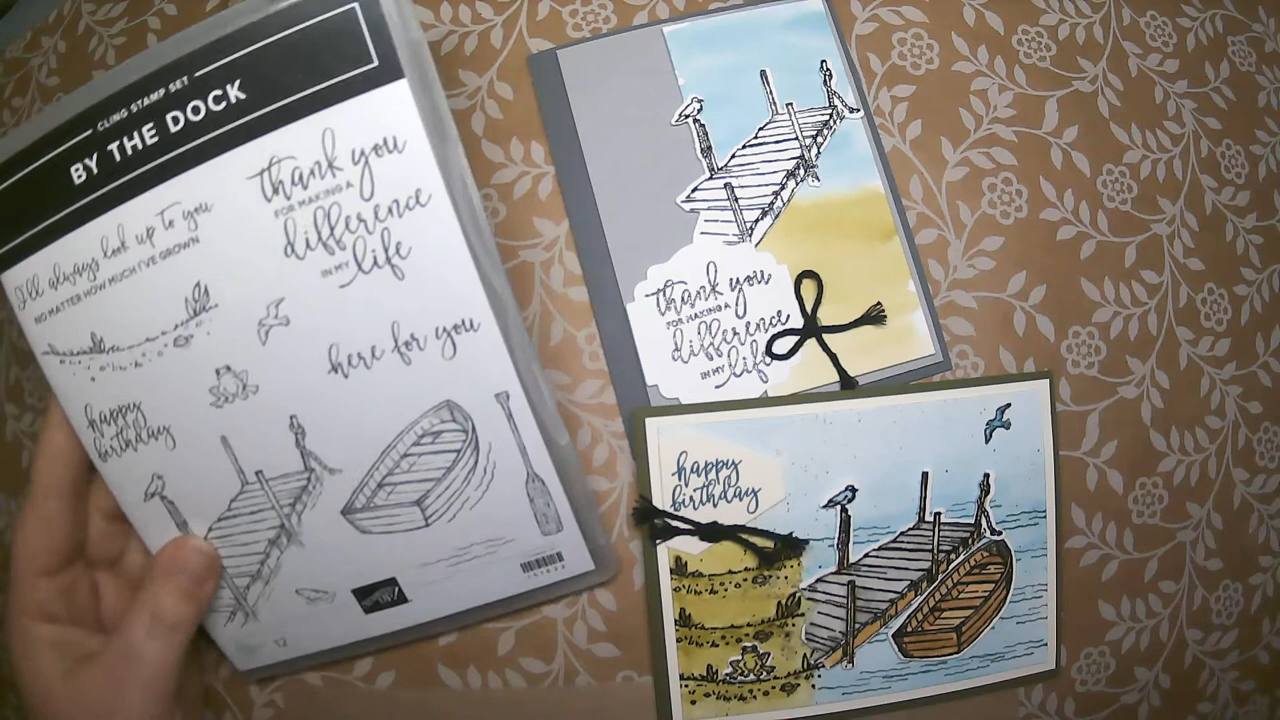 CLING STAMP SET
BY THE DOCK
thank you
FOR MAKING A
difference
IN MY
life
I'll always look up to you
NO MATTER HOW MUCH I'VE GROWN
here for you
happy
birthday
12
thank you
FOR MAKING A
difference
IN MY life
happy
birthday